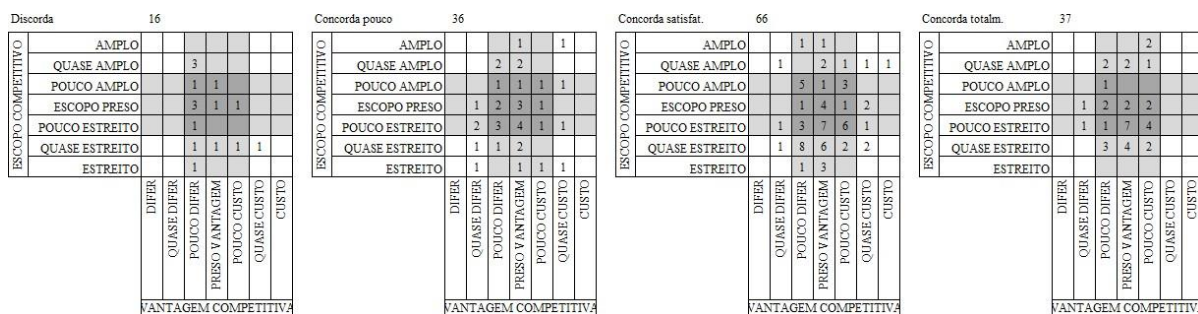 Discorda 16
ESCOPO COMPETITIVO
AMPLO
QUASE AMPLO 3
POUCO AMPLO 1 1
ESCOPO PRESO 3 1 1
POUCO ESTREITO 1
QUASE ESTREITO 1 1 1 1
ESTREITO 1
DIFER
QUASE DIFER
POUCO DIFER
PRESO VANTAGEM
POUCO CUSTO
QUASE CUSTO
CUSTO
VANTAGEM COMPETITIVA
Concorda pouco 36
ESCOPO COMPETITIVO
AMPLO 1 1
QUASE AMPLO 2 2
POUCO AMPLO 1 1 1 1
ESCOPO PRESO 1 2 3 1
POUCO ESTREITO 2 3 4 1 1
QUASE ESTREITO 1 1 2
ESTREITO 1 1 1 1
DIFER
QUASE DIFER
POUCO DIFER
PRESO VANTAGEM
POUCO CUSTO
QUASE CUSTO
CUSTO
VANTAGEM COMPETITIVA
Concorda satisfat. 66
ESCOPO COMPETITIVO
AMPLO 1 1
QUASE AMPLO 1 2 1 1 1
POUCO AMPLO 5 1 3
ESCOPO PRESO 1 4 1 2
POUCO ESTREITO 1 3 7 6 1
QUASE ESTREITO 1 8 6 2 2
ESTREITO 1 3
DIFER
QUASE DIFER
POUCO DIFER
PRESO VANTAGEM
POUCO CUSTO
QUASE CUSTO
CUSTO
VANTAGEM COMPETITIVA
Concorda totalm. 37
ESCOPO COMPETITIVO
AMPLO 2
QUASE AMPLO 2 2 1
POUCO AMPLO 1
ESCOPO PRESO 1 2 2 2
POUCO ESTREITO 1 1 7 4
QUASE ESTREITO 3 4 2
ESTREITO
DIFER
QUASE DIFER
POUCO DIFER
PRESO VANTAGEM
POUCO CUSTO
QUASE CUSTO
CUSTO
VANTAGEM COMPETITIV